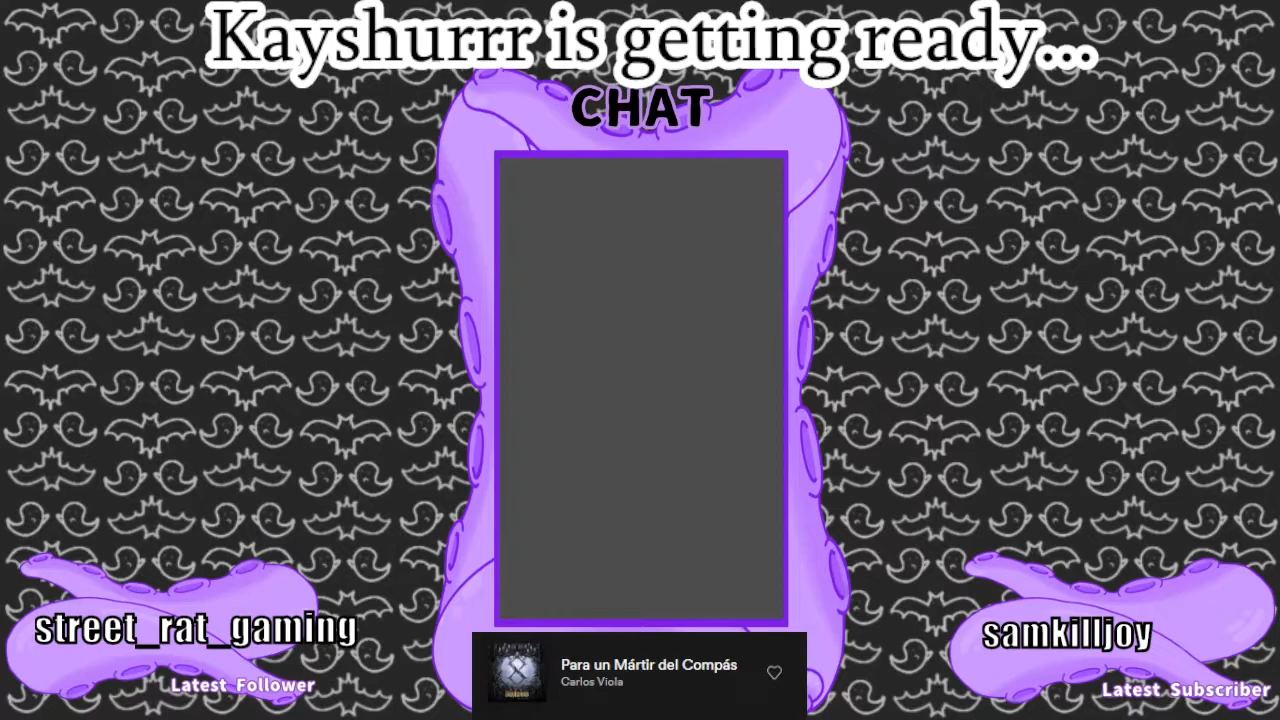 Kayshurrr is getting ready...
CHAT
street_rat_gaming
Latest Follower
Para un Mártir del Compás
Carlos Viola
samkilljoy
Latest Subscriber